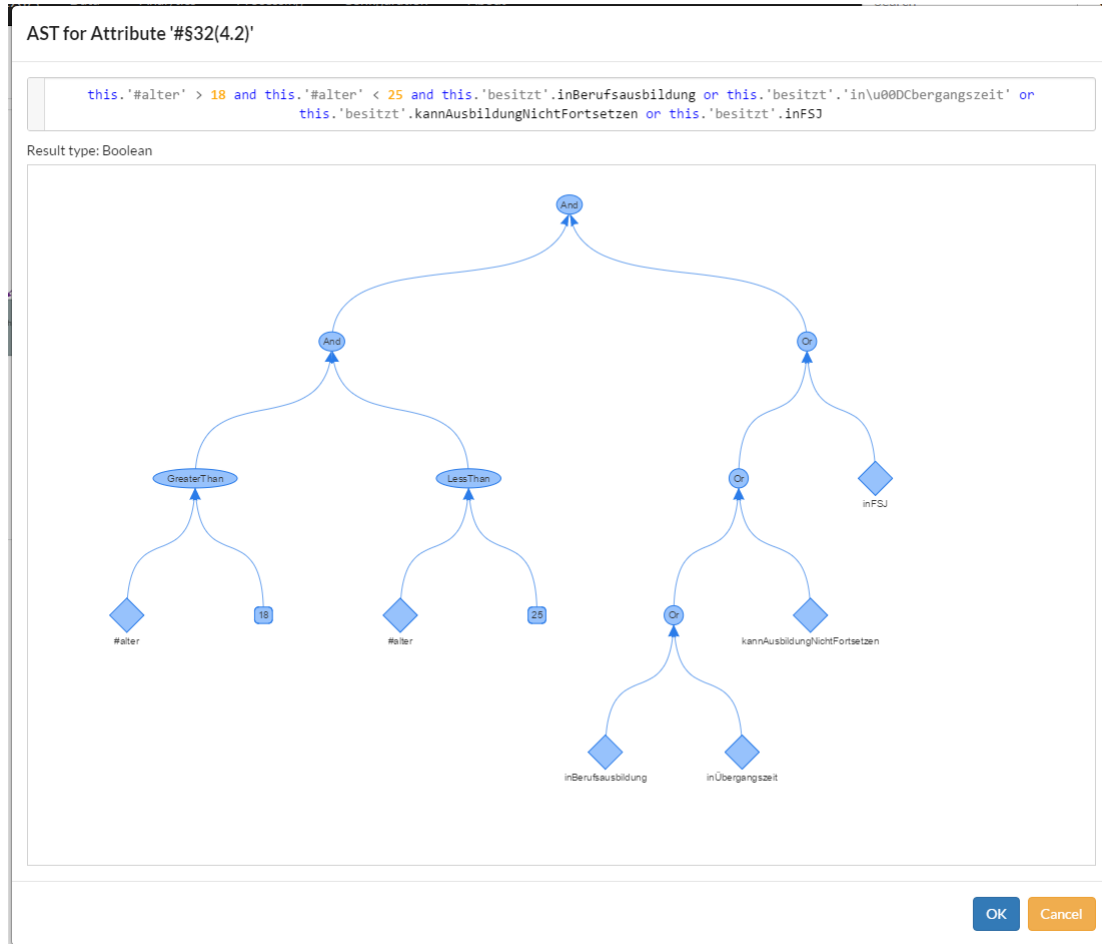 AST for Attribute '#§32(4.2)'
this.'#alter' > 18 and this.'#alter' < 25 and this.'besitzt'.inBerufsausbildung or this.'besitzt'.'in\u00DCbergangszeit' or
this.'besitzt'.kannAusbildungNichtFortsetzen or this.'besitzt'.inFSJ
Result type: Boolean
And
And
Or
GreaterThan
LessThan
Or
inFSJ
#alter
18
#alter
25
Or
kannAusbildungNichtFortsetzen
inBerufsausbildung
inÜbergangszeit
OK
Cancel